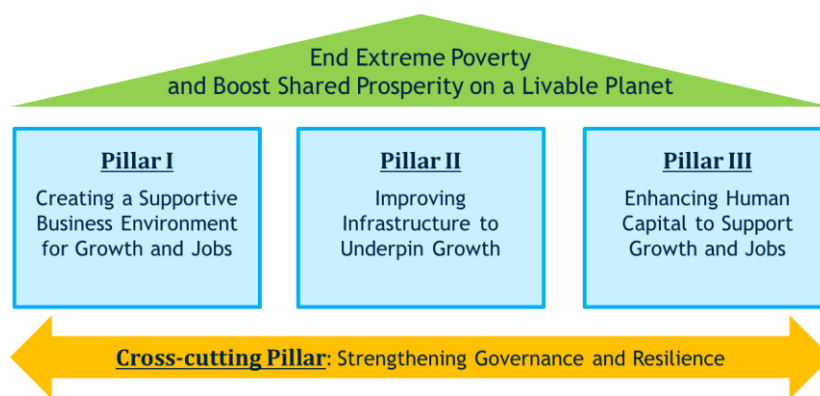 End Extreme Poverty
and Boost Shared Prosperity on a Livable Planet
Pillar I
Creating a Supportive
Business Environment
for Growth and Jobs
Pillar II
Improving
Infrastructure to
Underpin Growth
Pillar III
Enhancing Human
Capital to Support
Growth and Jobs
Cross-cutting Pillar: Strengthening Governance and Resilience